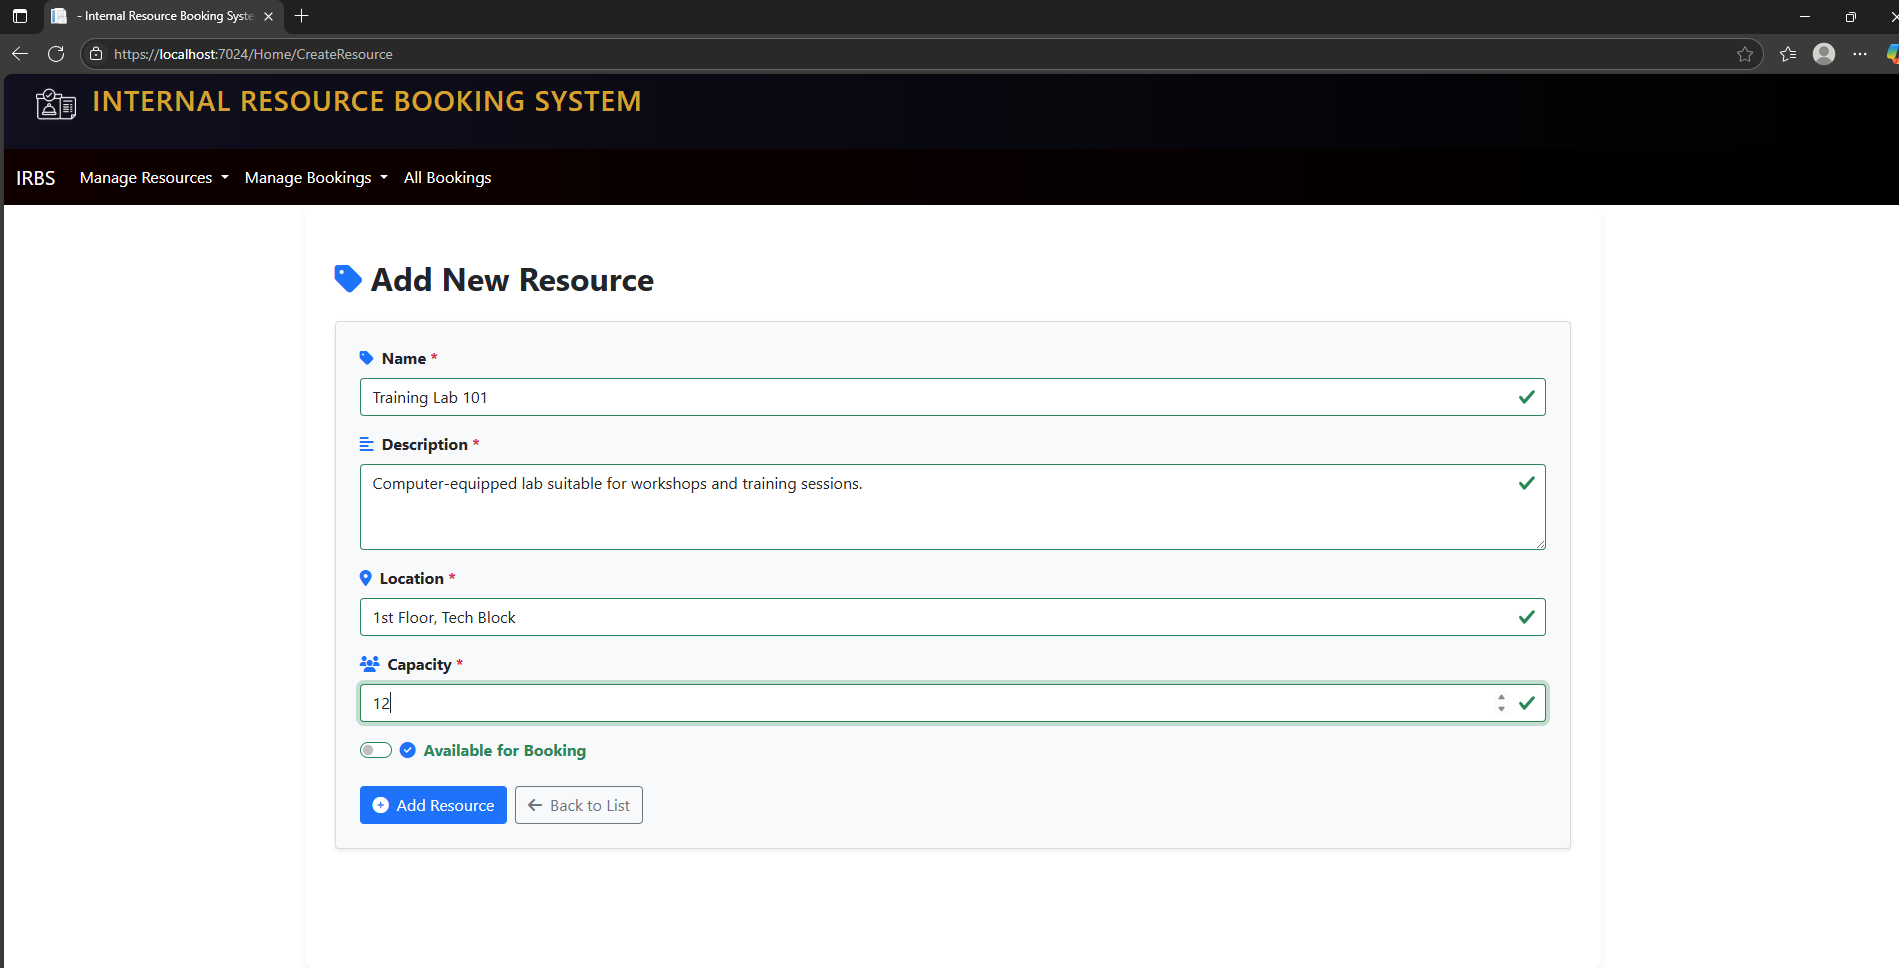 - Internal Resource Booking Syste
https://localhost:7024/Home/CreateResource
INTERNAL RESOURCE BOOKING SYSTEM
IRBS Manage Resources Manage Bookings All Bookings
Add New Resource
Name *
Training Lab 101
Description *
Computer-equipped lab suitable for workshops and training sessions.
Location *
1st Floor, Tech Block
Capacity *
12
Available for Booking
Add Resource Back to List